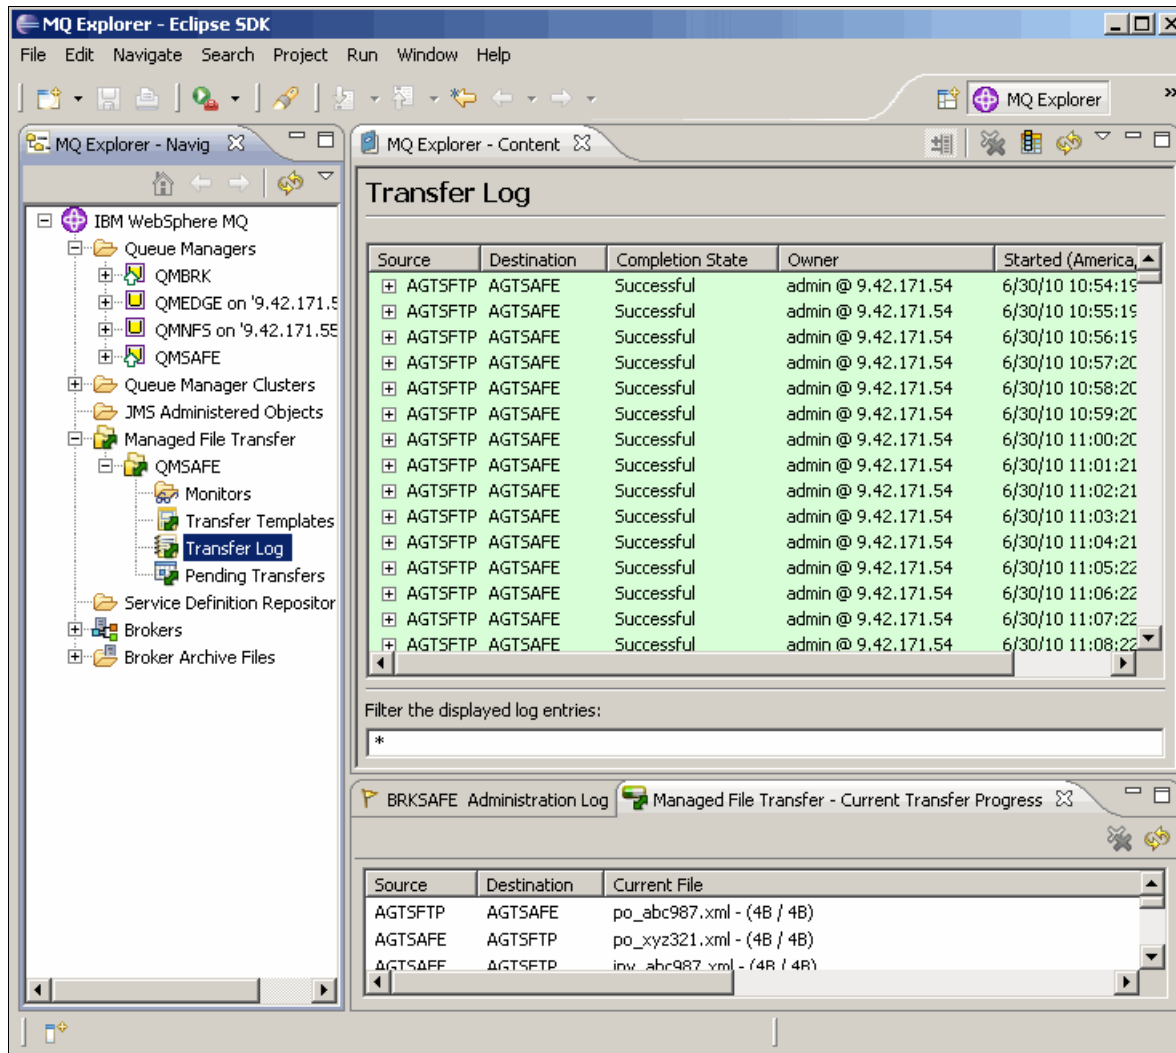 MQ Explorer - Eclipse SDK
File Edit Navigate Search Project Run Window Help
MQ Explorer
MQ Explorer - Navig
IBM WebSphere MQ
Queue Managers
QMBRK
QMEDGE on '9.42.171.5
QMNFS on '9.42.171.55
QMSAFE
Queue Manager Clusters
JMS Administered Objects
Managed File Transfer
QMSAFE
Monitors
Transfer Templates
Transfer Log
Pending Transfers
Service Definition Repositor
Brokers
Broker Archive Files
MQ Explorer - Content
Transfer Log
Source Destination Completion State Owner Started (America,
AGTSFTP AGTSAFE Successful admin @ 9.42.171.54 6/30/10 10:54:19
AGTSFTP AGTSAFE Successful admin @ 9.42.171.54 6/30/10 10:55:19
AGTSFTP AGTSAFE Successful admin @ 9.42.171.54 6/30/10 10:56:19
AGTSFTP AGTSAFE Successful admin @ 9.42.171.54 6/30/10 10:57:20
AGTSFTP AGTSAFE Successful admin @ 9.42.171.54 6/30/10 10:58:20
AGTSFTP AGTSAFE Successful admin @ 9.42.171.54 6/30/10 10:59:20
AGTSFTP AGTSAFE Successful admin @ 9.42.171.54 6/30/10 11:00:20
AGTSFTP AGTSAFE Successful admin @ 9.42.171.54 6/30/10 11:01:21
AGTSFTP AGTSAFE Successful admin @ 9.42.171.54 6/30/10 11:02:21
AGTSFTP AGTSAFE Successful admin @ 9.42.171.54 6/30/10 11:03:21
AGTSFTP AGTSAFE Successful admin @ 9.42.171.54 6/30/10 11:04:21
AGTSFTP AGTSAFE Successful admin @ 9.42.171.54 6/30/10 11:05:22
AGTSFTP AGTSAFE Successful admin @ 9.42.171.54 6/30/10 11:06:22
AGTSFTP AGTSAFE Successful admin @ 9.42.171.54 6/30/10 11:07:22
AGTSFTP AGTSAFE Successful admin @ 9.42.171.54 6/30/10 11:08:22
Filter the displayed log entries:
*
BRKSAFE Administration Log
Managed File Transfer - Current Transfer Progress
Source Destination Current File
AGTSFTP AGTSAFE po_abc987.xml - (4B / 4B)
AGTSAFE AGTSFTP po_xyz321.xml - (4B / 4B)
AGTSAFE AGTSFTP inv_abc987.xml - (4B / 4B)